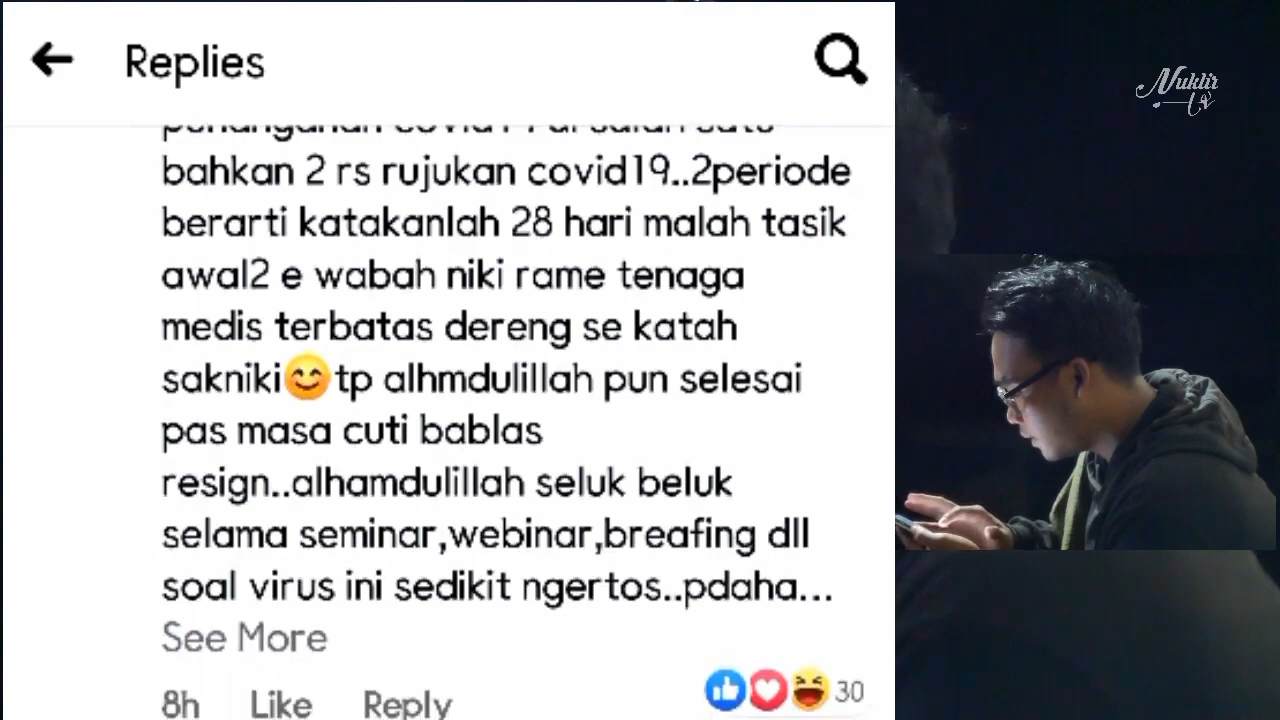 Replies
bahkan 2 rs rujukan covid19..2periode
berarti katakanlah 28 hari malah tasik
awal2 e wabah niki rame tenaga
medis terbatas dereng se katah
sakniki😊tp alhmdulillah pun selesai
pas masa cuti bablas
resign..alhamdulillah seluk beluk
selama seminar,webinar,breafing dll
soal virus ini sedikit ngertos..pdaha...
See More
8h Like Reply 30
Nuklir
tv